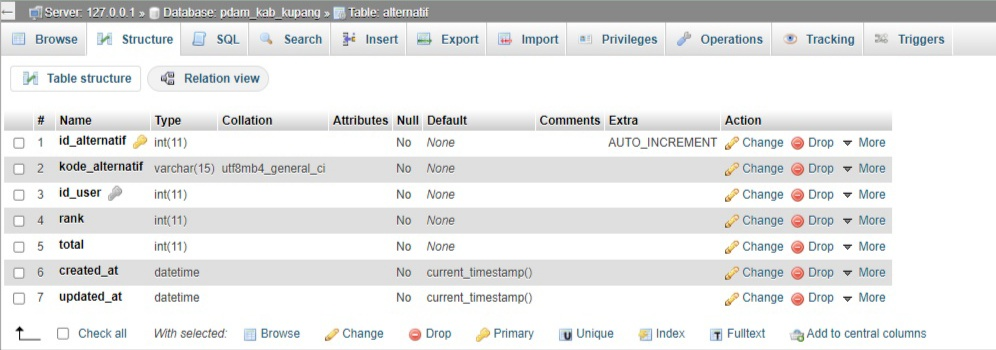 Server: 127.0.0.1 » Database: pdam_kab_kupang » Table: alternatif
Browse Structure SQL Search Insert Export Import Privileges Operations Tracking Triggers
Table structure Relation view
# Name Type Collation Attributes Null Default Comments Extra Action
1 id_alternatif int(11) No None AUTO_INCREMENT Change Drop More
2 kode_alternatif varchar(15) utf8mb4_general_ci No None Change Drop More
3 id_user int(11) No None Change Drop More
4 rank int(11) No None Change Drop More
5 total int(11) No None Change Drop More
6 created_at datetime No current_timestamp() Change Drop More
7 updated_at datetime No current_timestamp() Change Drop More
Check all With selected: Browse Change Drop Primary Unique Index Fulltext Add to central columns